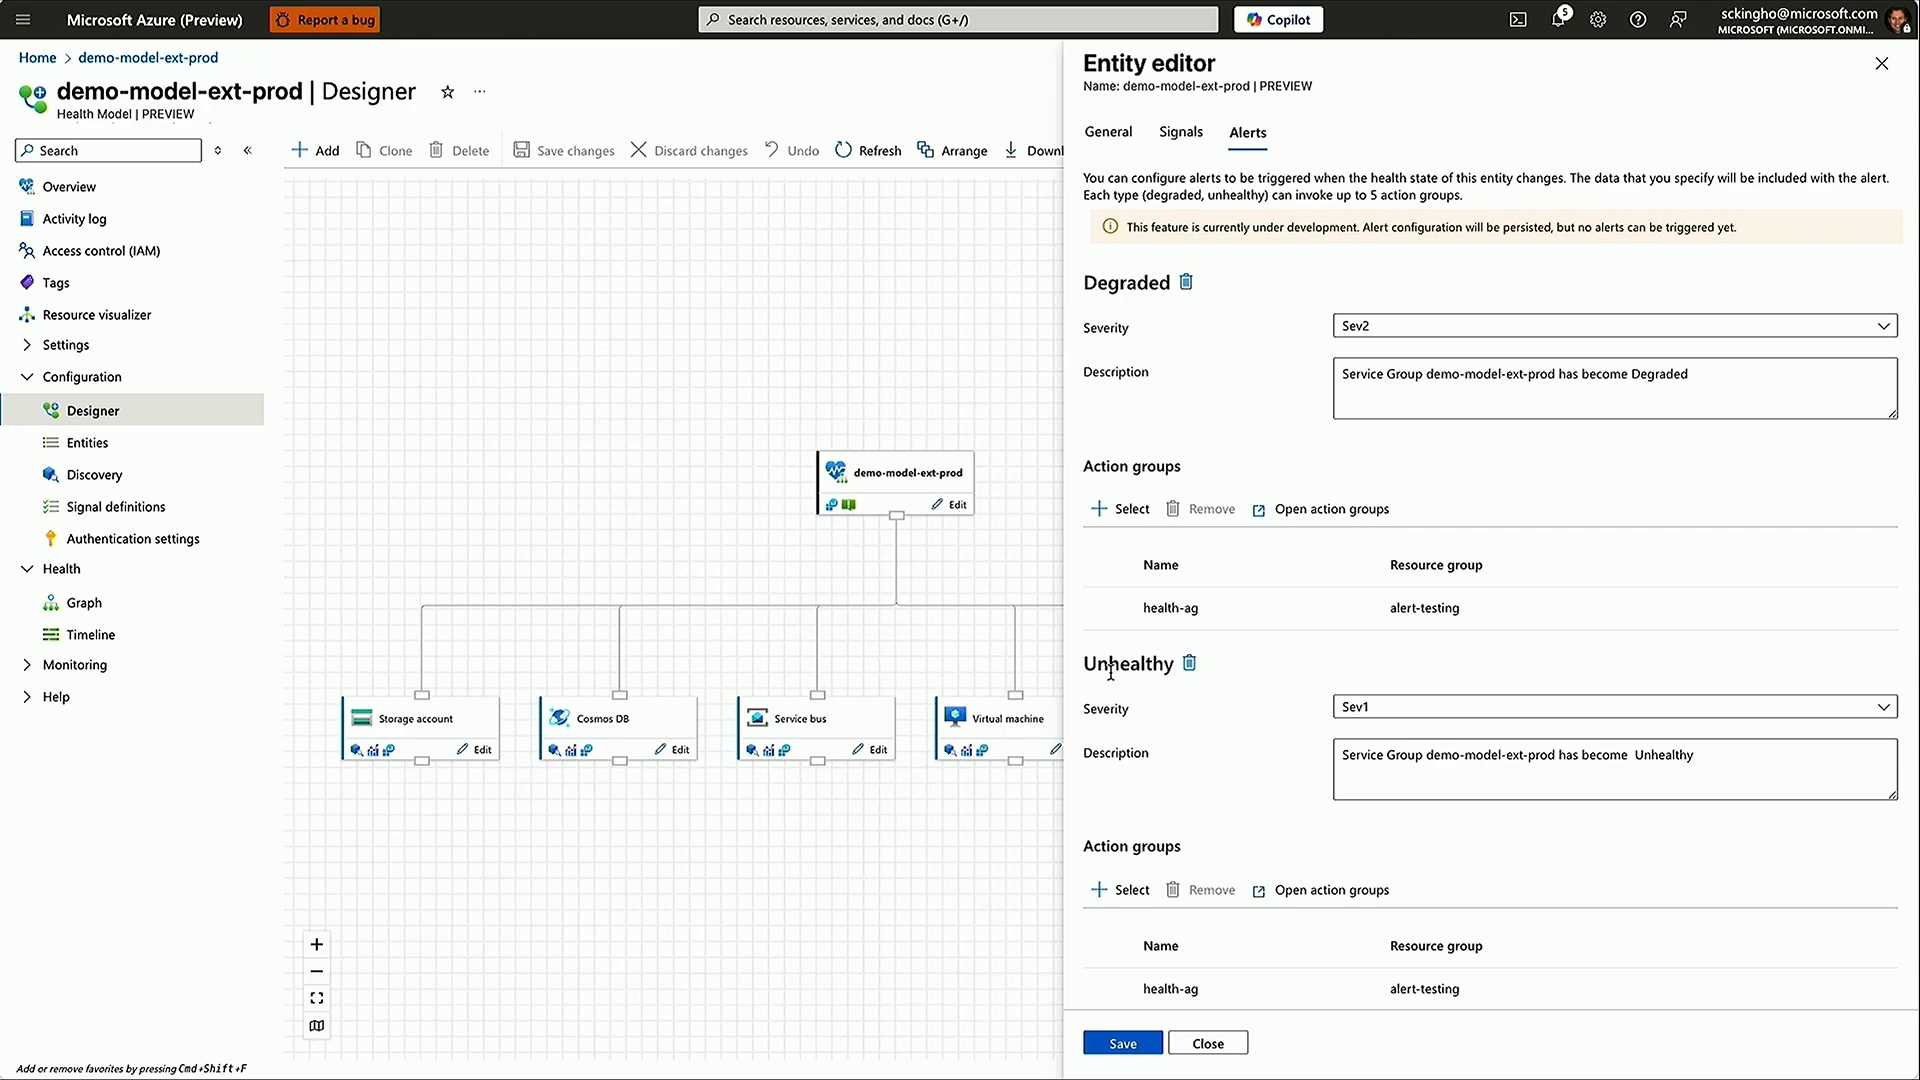 Microsoft Azure (Preview)
Report a bug
Search resources, services, and docs (G+/)
Copilot
5
sckingho@microsoft.com
MICROSOFT (MICROSOFT.ONMI...
Home > demo-model-ext-prod
demo-model-ext-prod | Designer
Health Model | PREVIEW
Search
Overview
Activity log
Access control (IAM)
Tags
Resource visualizer
Settings
Configuration
Designer
Entities
Discovery
Signal definitions
Authentication settings
Health
Graph
Timeline
Monitoring
Help
Add or remove favorites by pressing Cmd+Shift+F
Add
Clone
Delete
Save changes
Discard changes
Undo
Refresh
Arrange
Downl
demo-model-ext-prod
Edit
Storage account
Edit
Cosmos DB
Edit
Service bus
Edit
Virtual machine
Entity editor
Name: demo-model-ext-prod | PREVIEW
General
Signals
Alerts
You can configure alerts to be triggered when the health state of this entity changes. The data that you specify will be included with the alert.
Each type (degraded, unhealthy) can invoke up to 5 action groups.
This feature is currently under development. Alert configuration will be persisted, but no alerts can be triggered yet.
Degraded
Severity
Sev2
Description
Service Group demo-model-ext-prod has become Degraded
Action groups
Select
Remove
Open action groups
Name
Resource group
health-ag
alert-testing
Unhealthy
Severity
Sev1
Description
Service Group demo-model-ext-prod has become  Unhealthy
Action groups
Select
Remove
Open action groups
Name
Resource group
health-ag
alert-testing
Save
Close